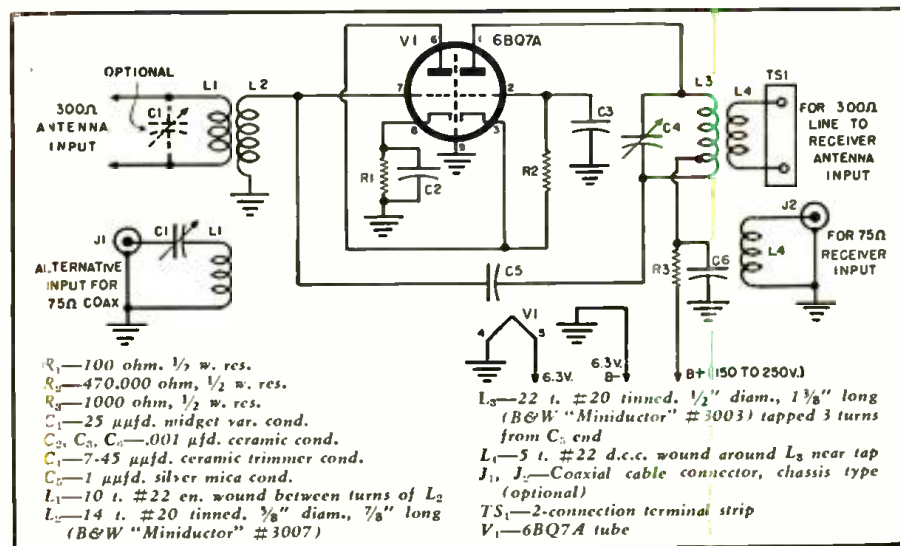 V1
6BQ7A
6
1
7
2
8
3
9
OPTIONAL
C1
L1
L2
300Ω
ANTENNA
INPUT
R1
C2
R2
C3
C4
L3
L4
TS1
FOR 300Ω
LINE TO
RECEIVER
ANTENNA
INPUT
J1
C1
L1
ALTERNATIVE
INPUT FOR
75Ω COAX
C5
R3
C6
L4
J2
FOR 75Ω
RECEIVER
INPUT
V1
4
5
6.3V.
6.3V.
B-
B+ (150 TO 250V.)
R₁—100 ohm. ½ w. res.
R₂—470,000 ohm, ½ w. res.
R₃—1000 ohm, ½ w. res.
C₁—25 μμfd. midget var. cond.
C₂, C₃, C₆—.001 μfd. ceramic cond.
C₄—7-45 μμfd. ceramic trimmer cond.
C₅—1 μμfd. silver mica cond.
L₁—10 t. #22 en. wound between turns of L₂
L₂—14 t. #20 tinned, ⅝" diam., ⅞" long
(B&W "Miniductor" #3007)
L₃—22 t. #20 tinned. ½" diam., 1⅜" long
(B&W "Miniductor" #3003) tapped 3 turns
from C₅ end
L₄—5 t. #22 d.c.c. wound around L₃ near tap
J₁, J₂—Coaxial cable connector, chassis type
(optional)
TS₁—2-connection terminal strip
V₁—6BQ7A tube